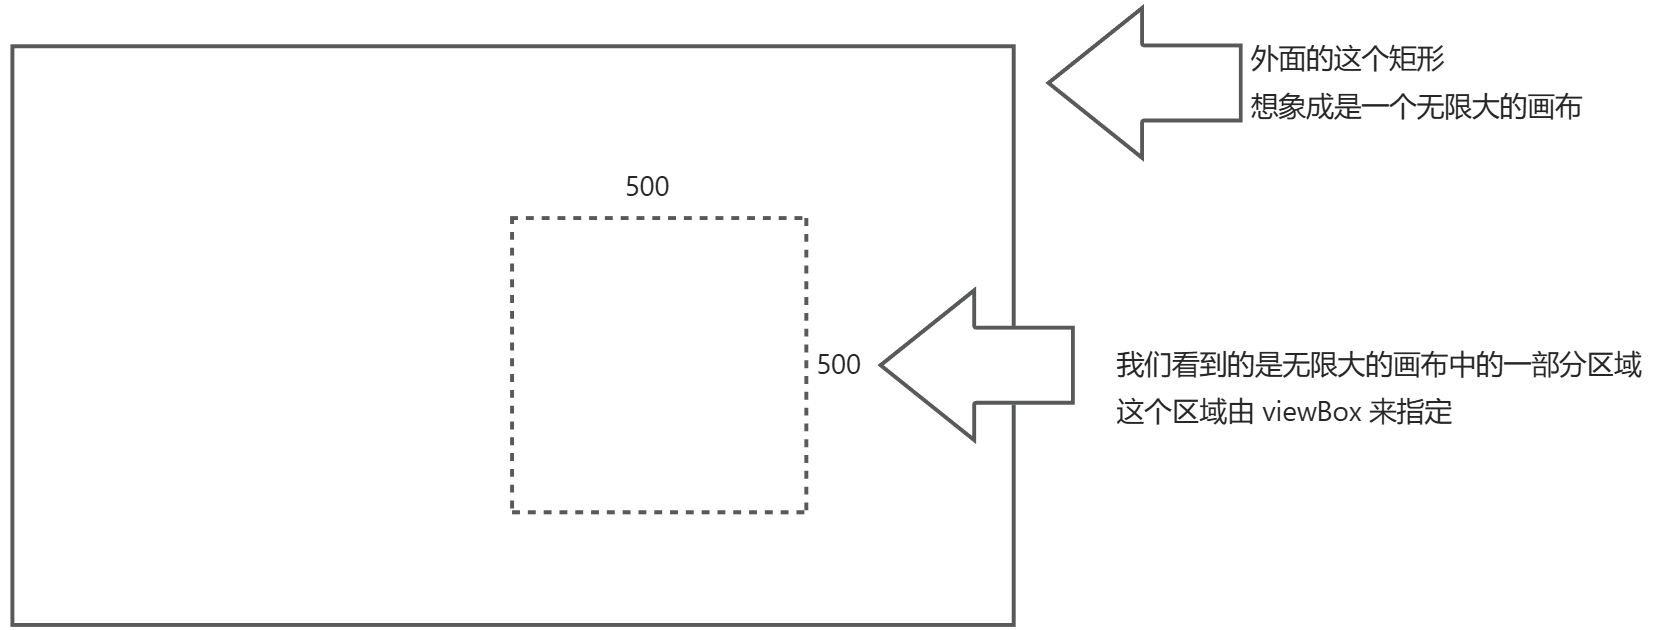 外面的这个矩形
想象成是一个无限大的画布
500
500
我们看到的是无限大的画布中的一部分区域
这个区域由 viewBox 来指定